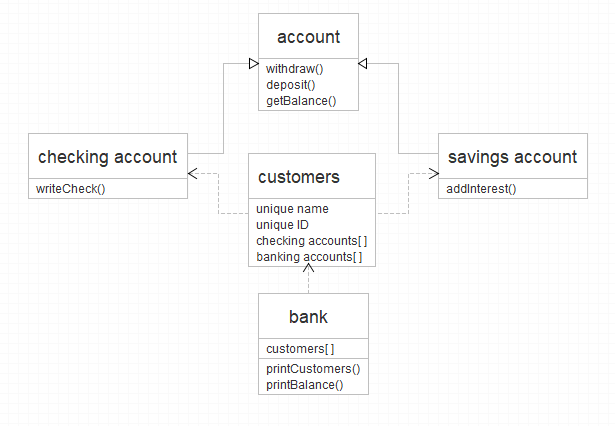 account
withdraw()
deposit()
getBalance()
checking account
writeCheck()
customers
unique name
unique ID
checking accounts[ ]
banking accounts[ ]
savings account
addInterest()
bank
customers[ ]
printCustomers()
printBalance()